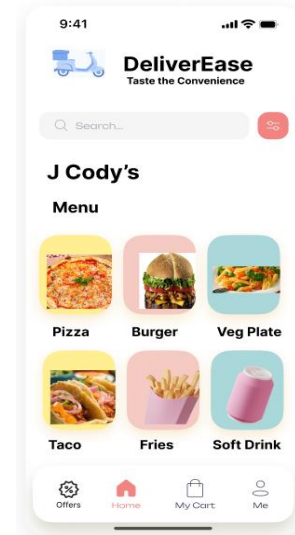 9:41
DeliverEase
Taste the Convenience
Search...
J Cody's
Menu
Pizza Burger Veg Plate
Taco Fries Soft Drink
Offers Home My Cart Me